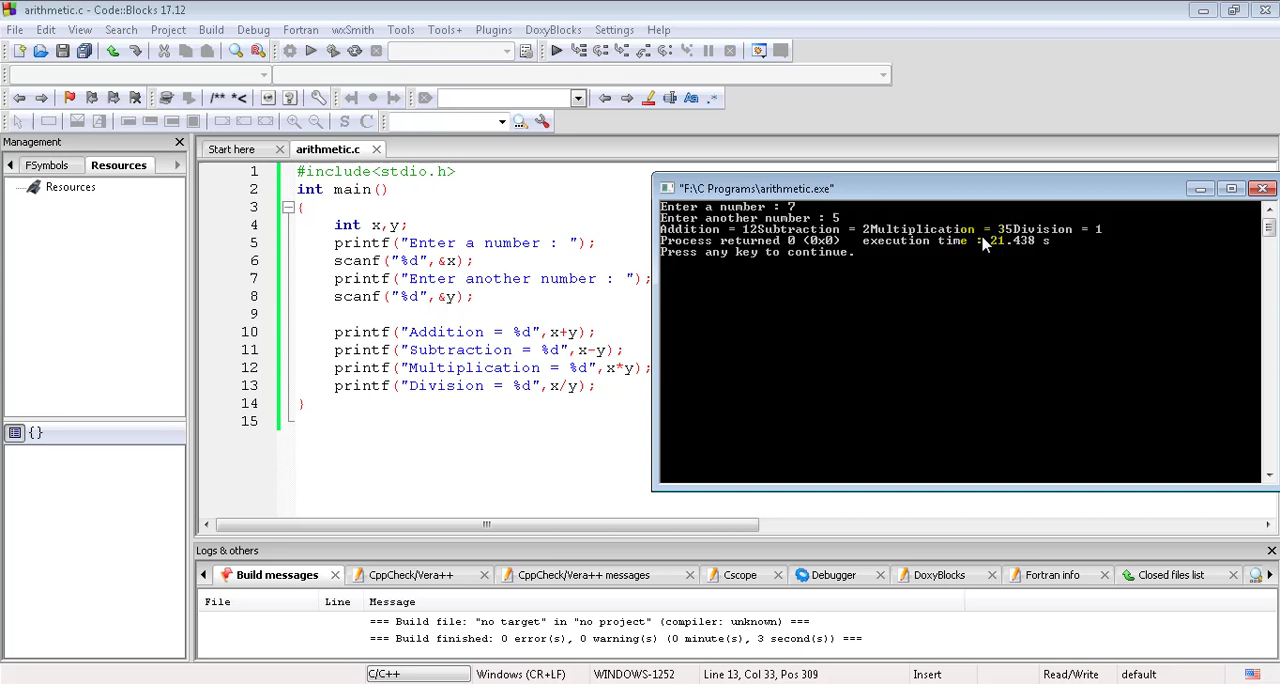 arithmetic.c - Code::Blocks 17.12
File Edit View Search Project Build Debug Fortran wxSmith Tools Tools+ Plugins DoxyBlocks Settings Help
/** *<
S C
Aa .*
Management
FSymbols Resources
Resources
{}
Start here arithmetic.c
1 #include<stdio.h>
2 int main()
3 {
4 int x,y;
5 printf("Enter a number : ");
6 scanf("%d",&x);
7 printf("Enter another number : ");
8 scanf("%d",&y);
9
10 printf("Addition = %d",x+y);
11 printf("Subtraction = %d",x-y);
12 printf("Multiplication = %d",x*y);
13 printf("Division = %d",x/y);
14 }
15
"F:\C Programs\arithmetic.exe"
Enter a number : 7
Enter another number : 5
Addition = 12Subtraction = 2Multiplication = 35Division = 1
Process returned 0 (0x0) execution time : 21.438 s
Press any key to continue.
Logs & others
Build messages CppCheck/Vera++ CppCheck/Vera++ messages Cscope Debugger DoxyBlocks Fortran info Closed files list
File Line Message
=== Build file: "no target" in "no project" (compiler: unknown) ===
=== Build finished: 0 error(s), 0 warning(s) (0 minute(s), 3 second(s)) ===
C/C++ Windows (CR+LF) WINDOWS-1252 Line 13, Col 33, Pos 309 Insert Read/Write default